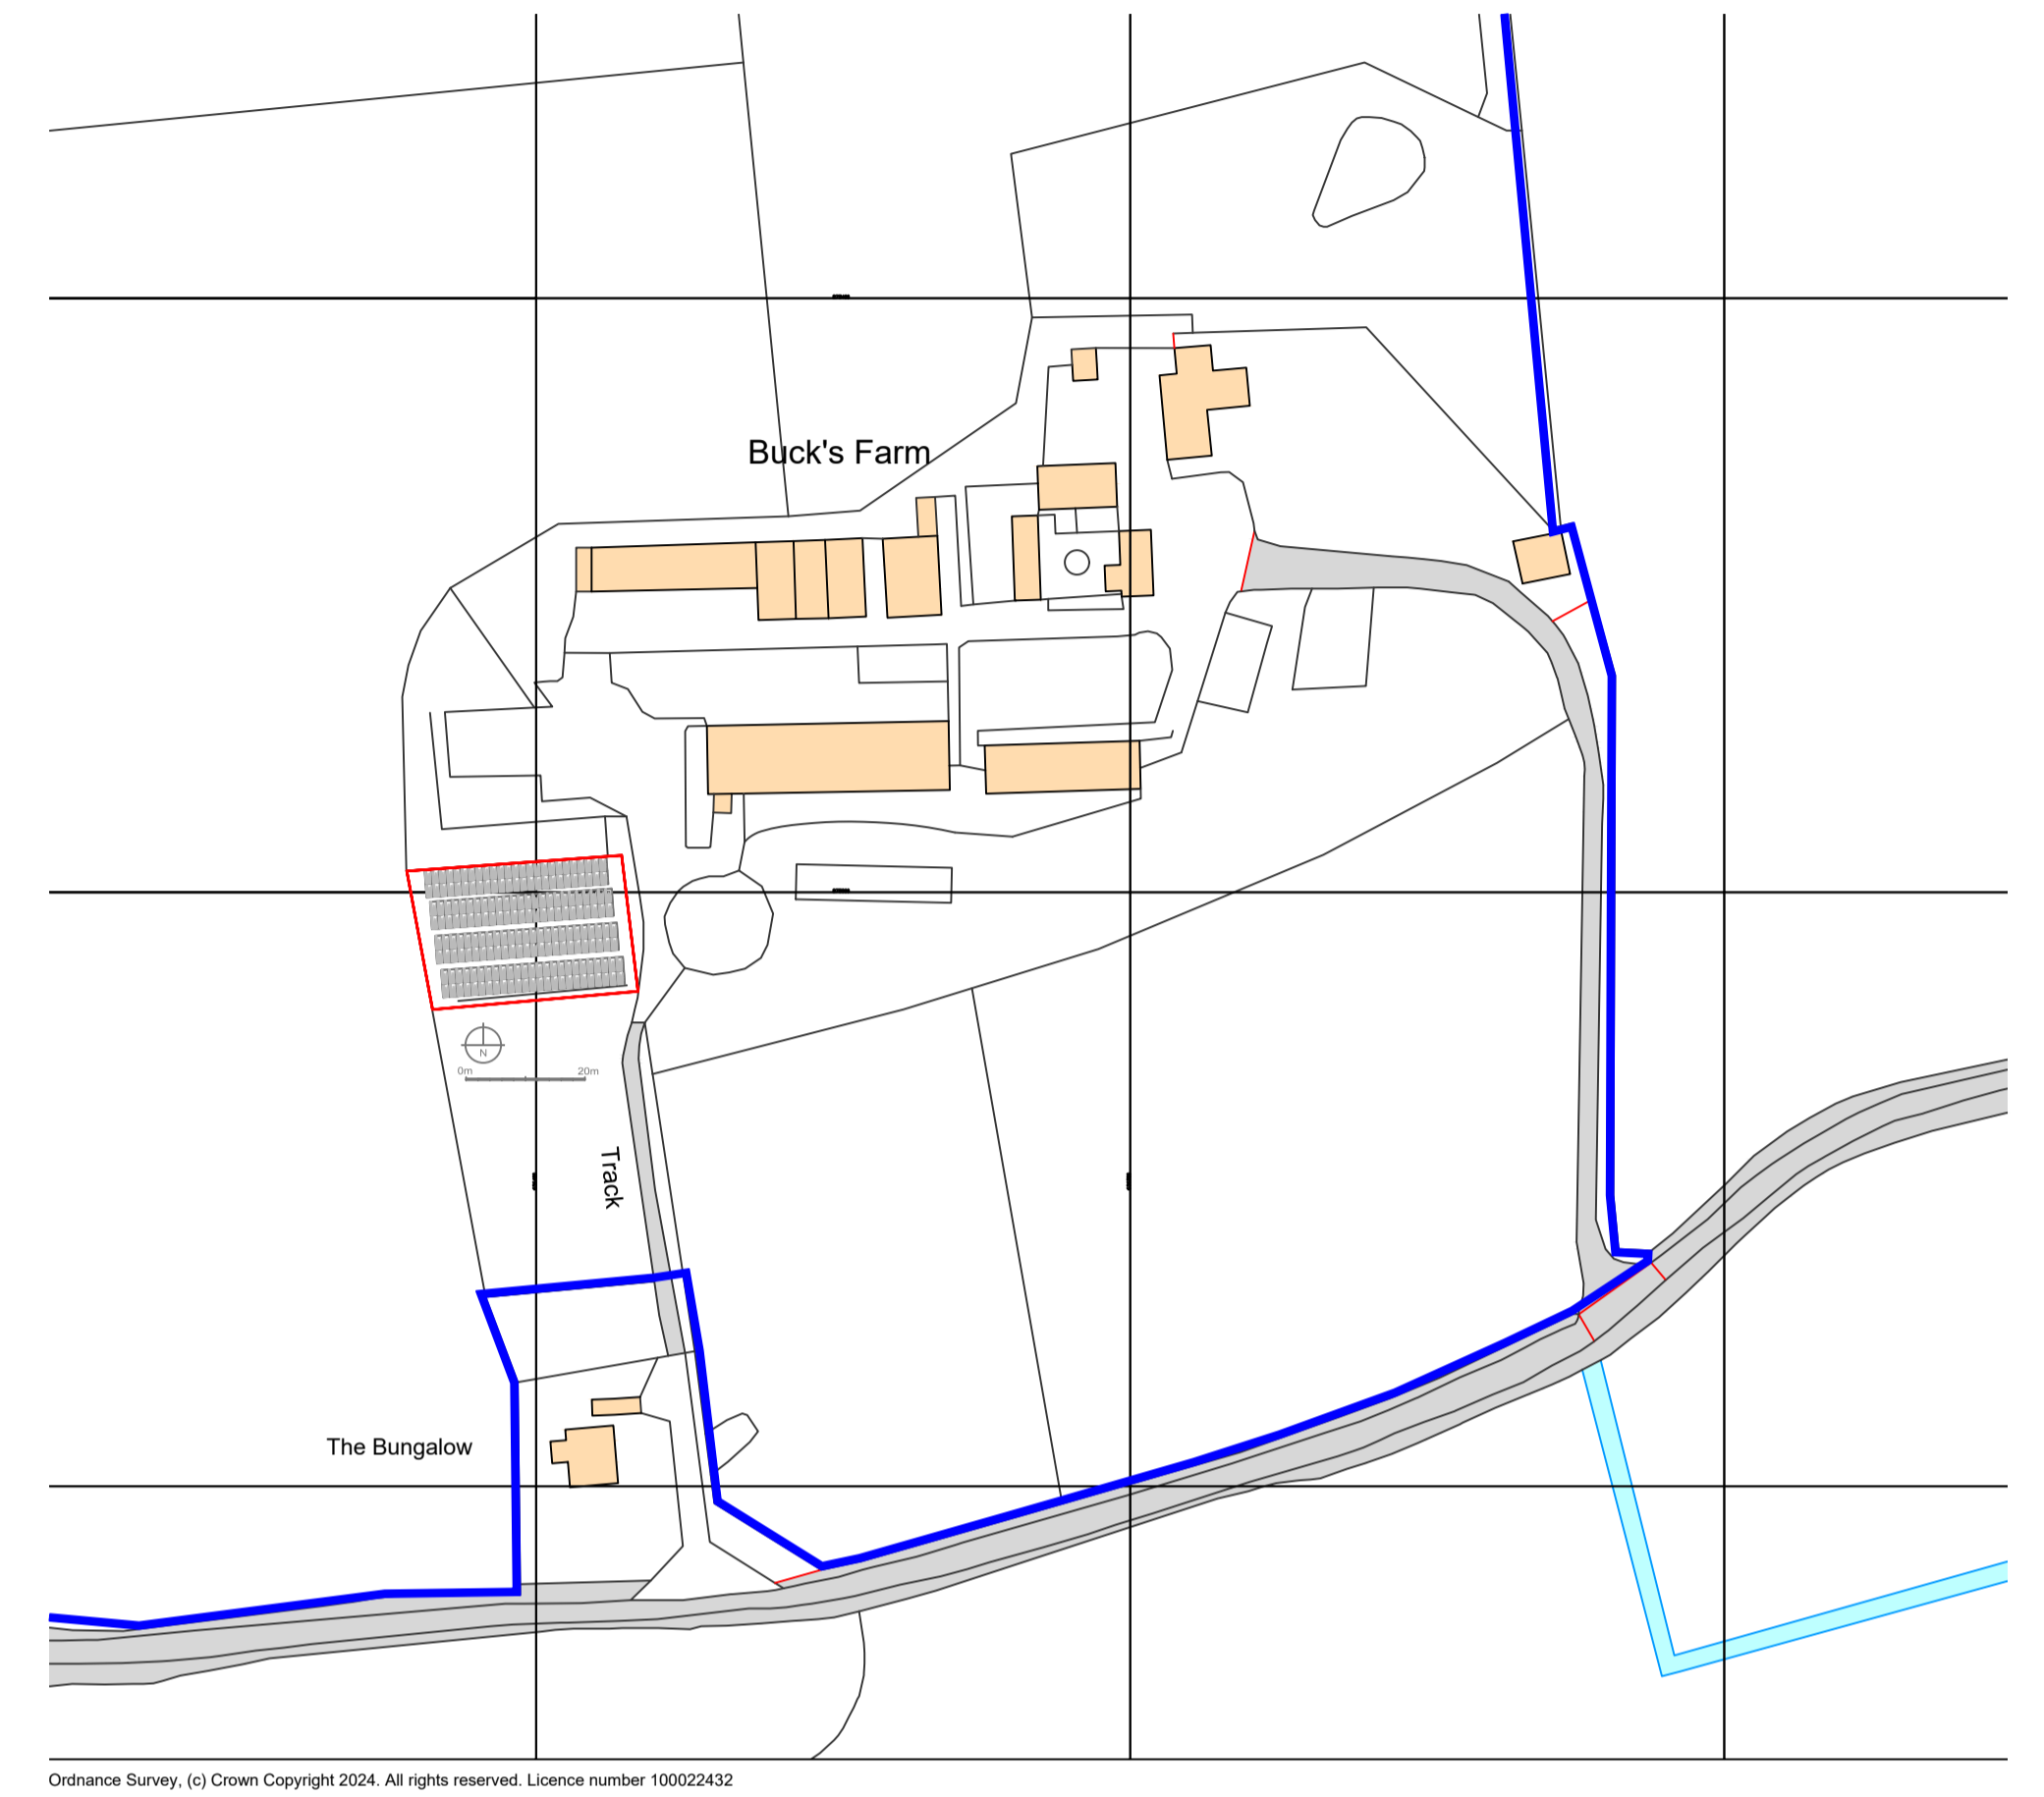 Buck's Farm
N
0m 20m
Track
The Bungalow
Ordnance Survey, (c) Crown Copyright 2024. All rights reserved. Licence number 100022432